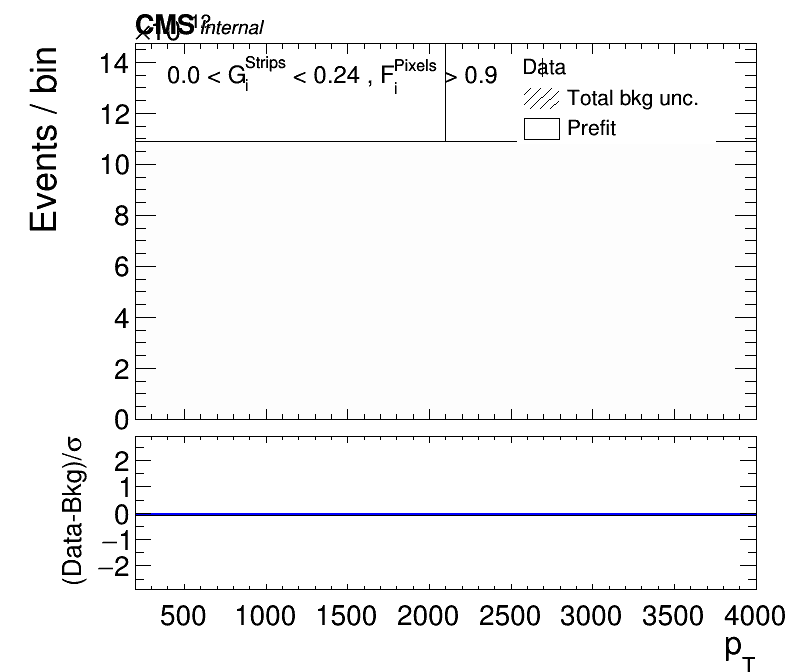 CMS Internal
×10¹²
0.0 < G_i^Strips < 0.24 , F_i^Pixels > 0.9
Data
Total bkg unc.
Prefit
Events / bin
14
12
10
8
6
4
2
0
(Data-Bkg)/σ
2
1
0
−1
−2
500 1000 1500 2000 2500 3000 3500 4000
p_T